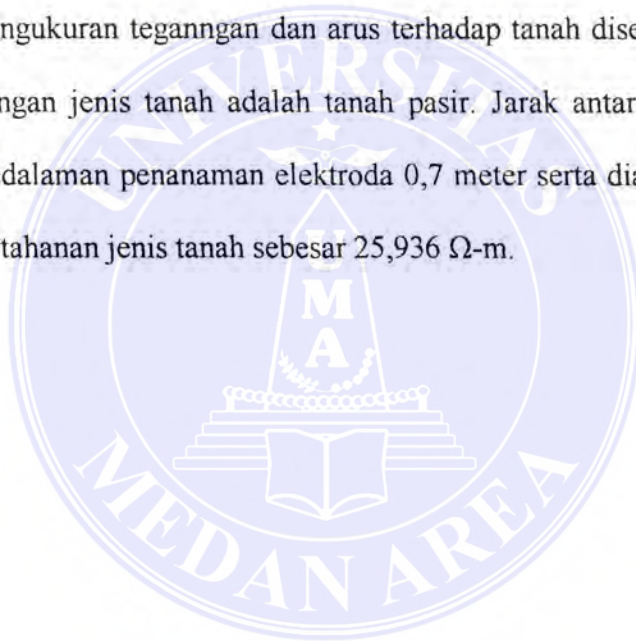 ngukuran teganngan dan arus terhadap tanah dise
ngan jenis tanah adalah tanah pasir. Jarak antar
dalaman penanaman elektroda 0,7 meter serta dia
tahanan jenis tanah sebesar 25,936 Ω-m.
UNIVERSITAS
UMA
MEDAN AREA